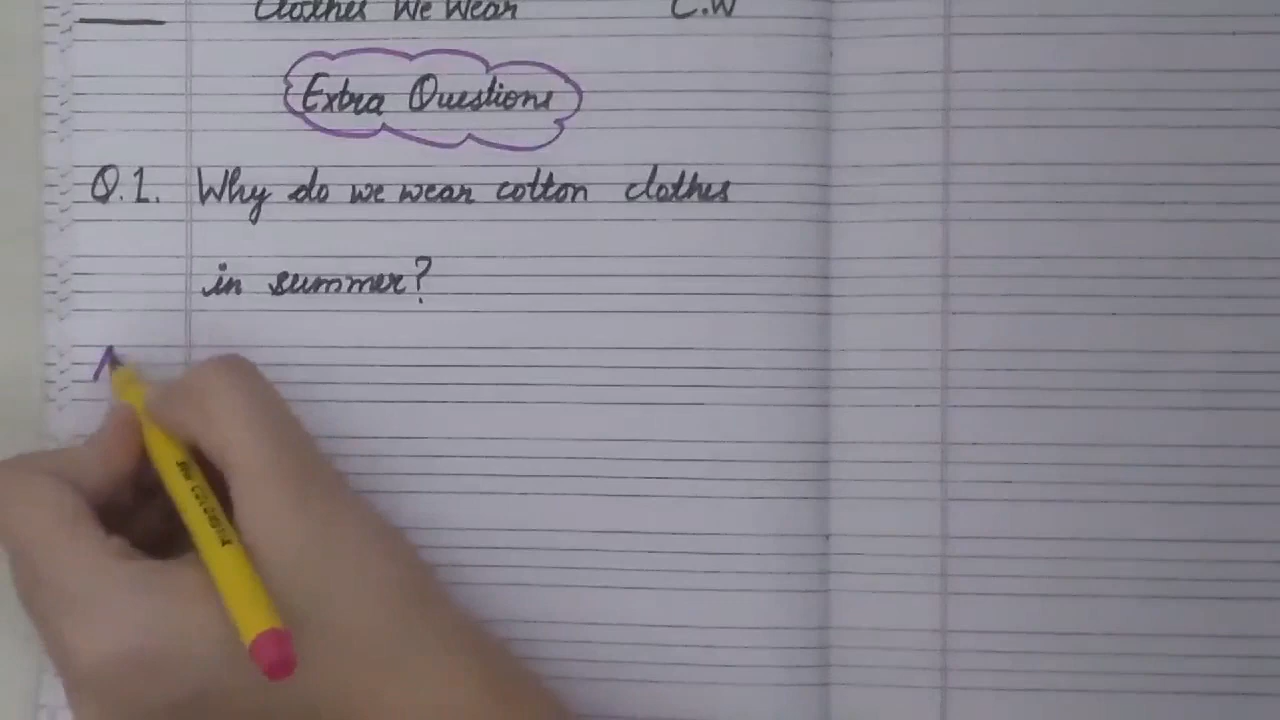 Clothes We Wear C.W
Extra Questions
Q.1. Why do we wear cotton clothes
in summer?